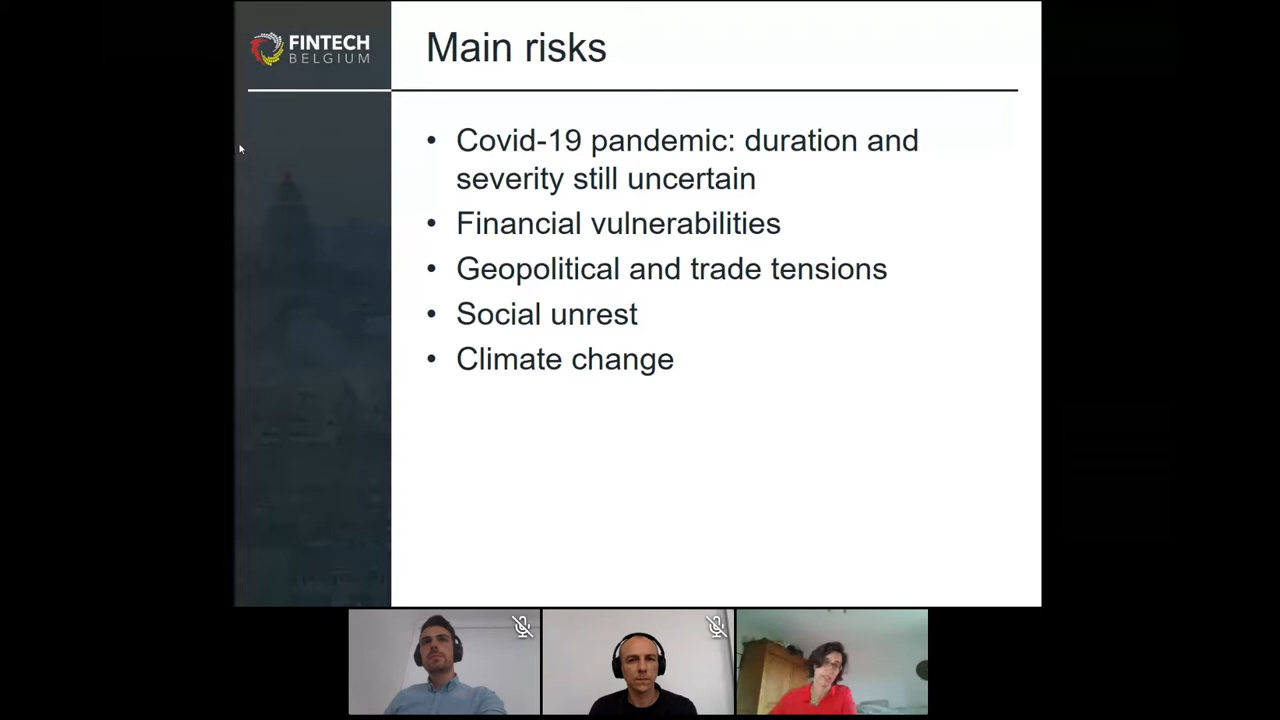 FINTECH
BELGIUM
Main risks
• Covid-19 pandemic: duration and
severity still uncertain
• Financial vulnerabilities
• Geopolitical and trade tensions
• Social unrest
• Climate change